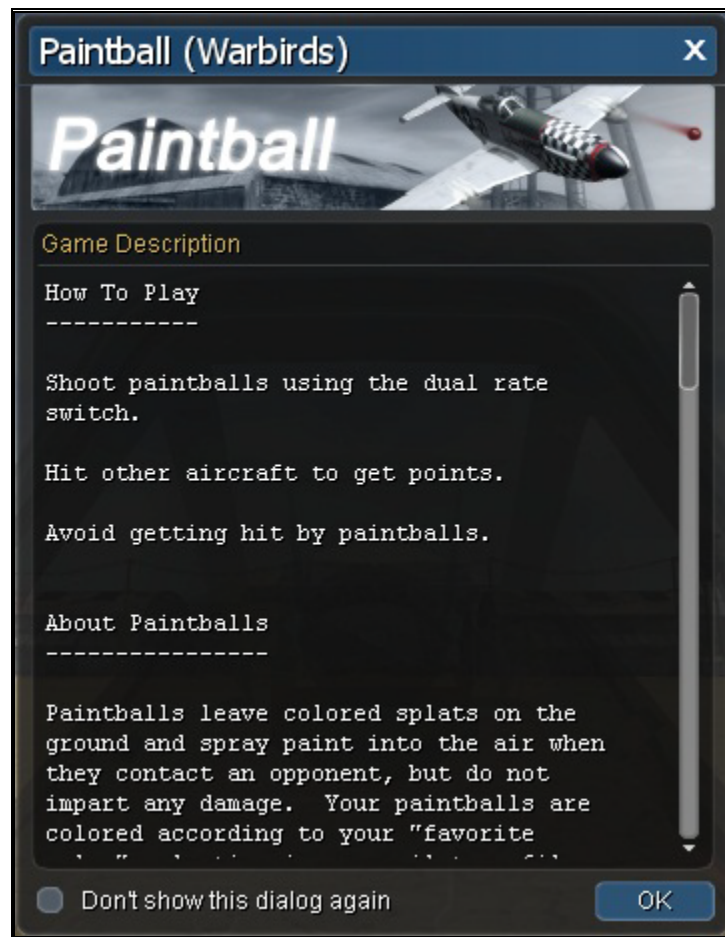 Paintball (Warbirds) X
Paintball
Game Description
How To Play
-----------
Shoot paintballs using the dual rate
switch.
Hit other aircraft to get points.
Avoid getting hit by paintballs.
About Paintballs
----------------
Paintballs leave colored splats on the
ground and spray paint into the air when
they contact an opponent, but do not
impart any damage.  Your paintballs are
colored according to your "favorite
Don't show this dialog again
OK